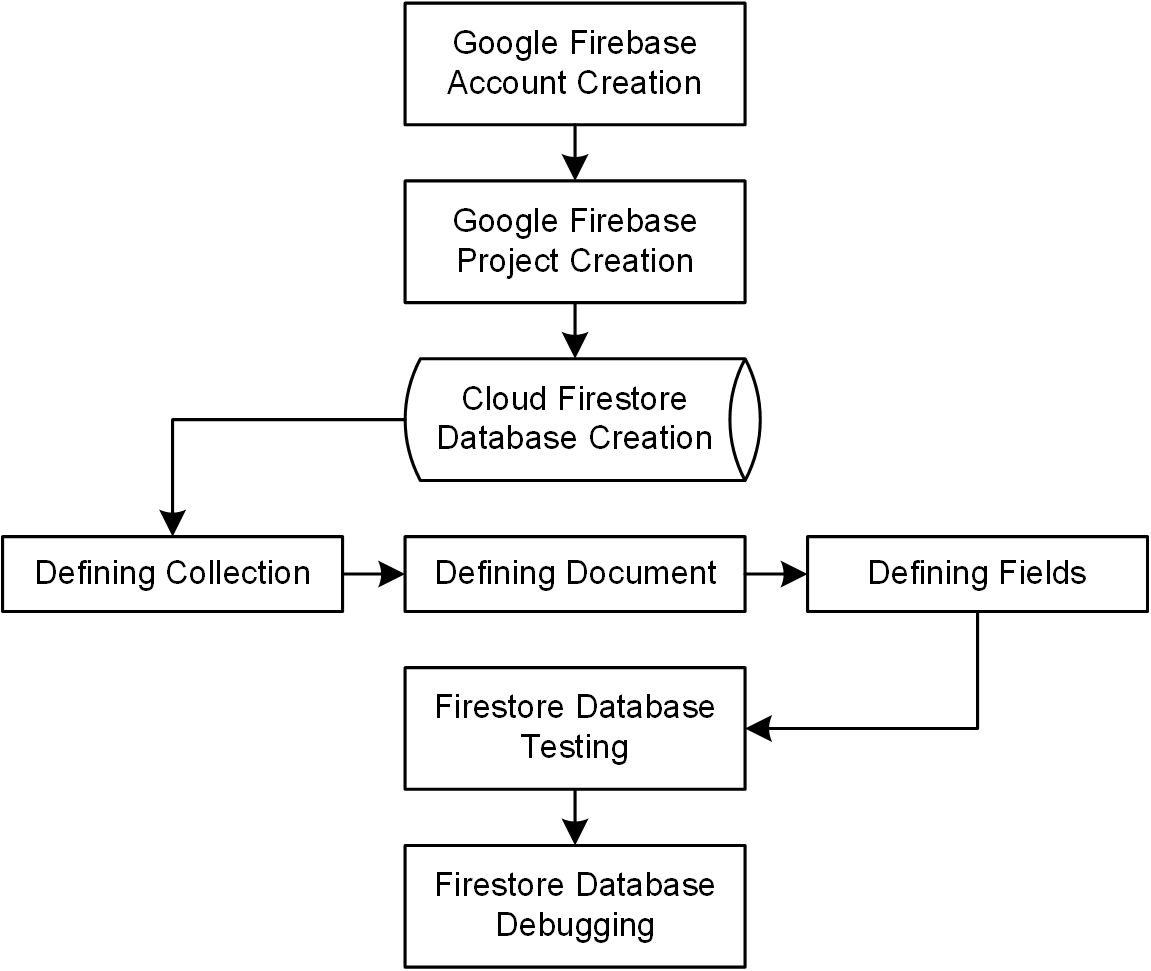 Google Firebase
Account Creation
Google Firebase
Project Creation
Cloud Firestore
Database Creation
Defining Collection
Defining Document
Defining Fields
Firestore Database
Testing
Firestore Database
Debugging